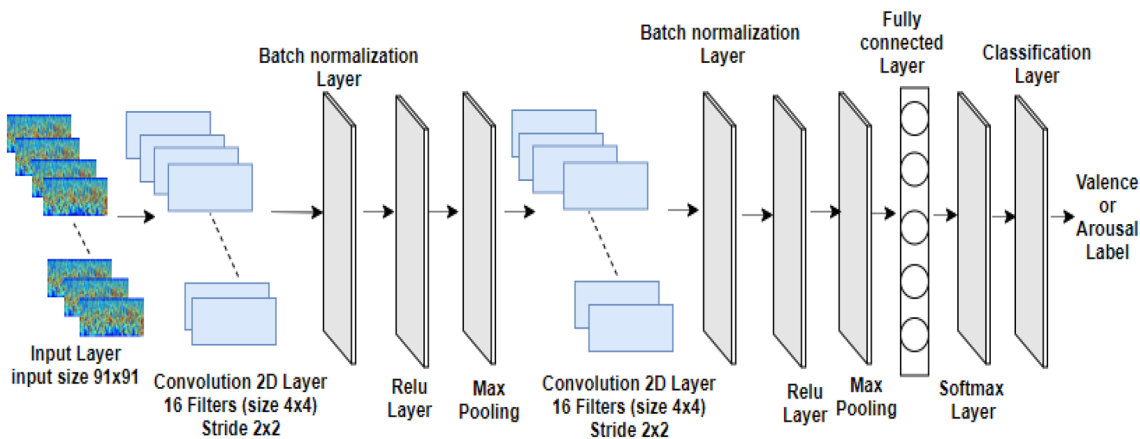 Input Layer
input size 91x91
Convolution 2D Layer
16 Filters (size 4x4)
Stride 2x2
Batch normalization
Layer
Relu
Layer
Max
Pooling
Convolution 2D Layer
16 Filters (size 4x4)
Stride 2x2
Batch normalization
Layer
Relu
Layer
Max
Pooling
Fully
connected
Layer
Softmax
Layer
Classification
Layer
Valence
or
Arousal
Label